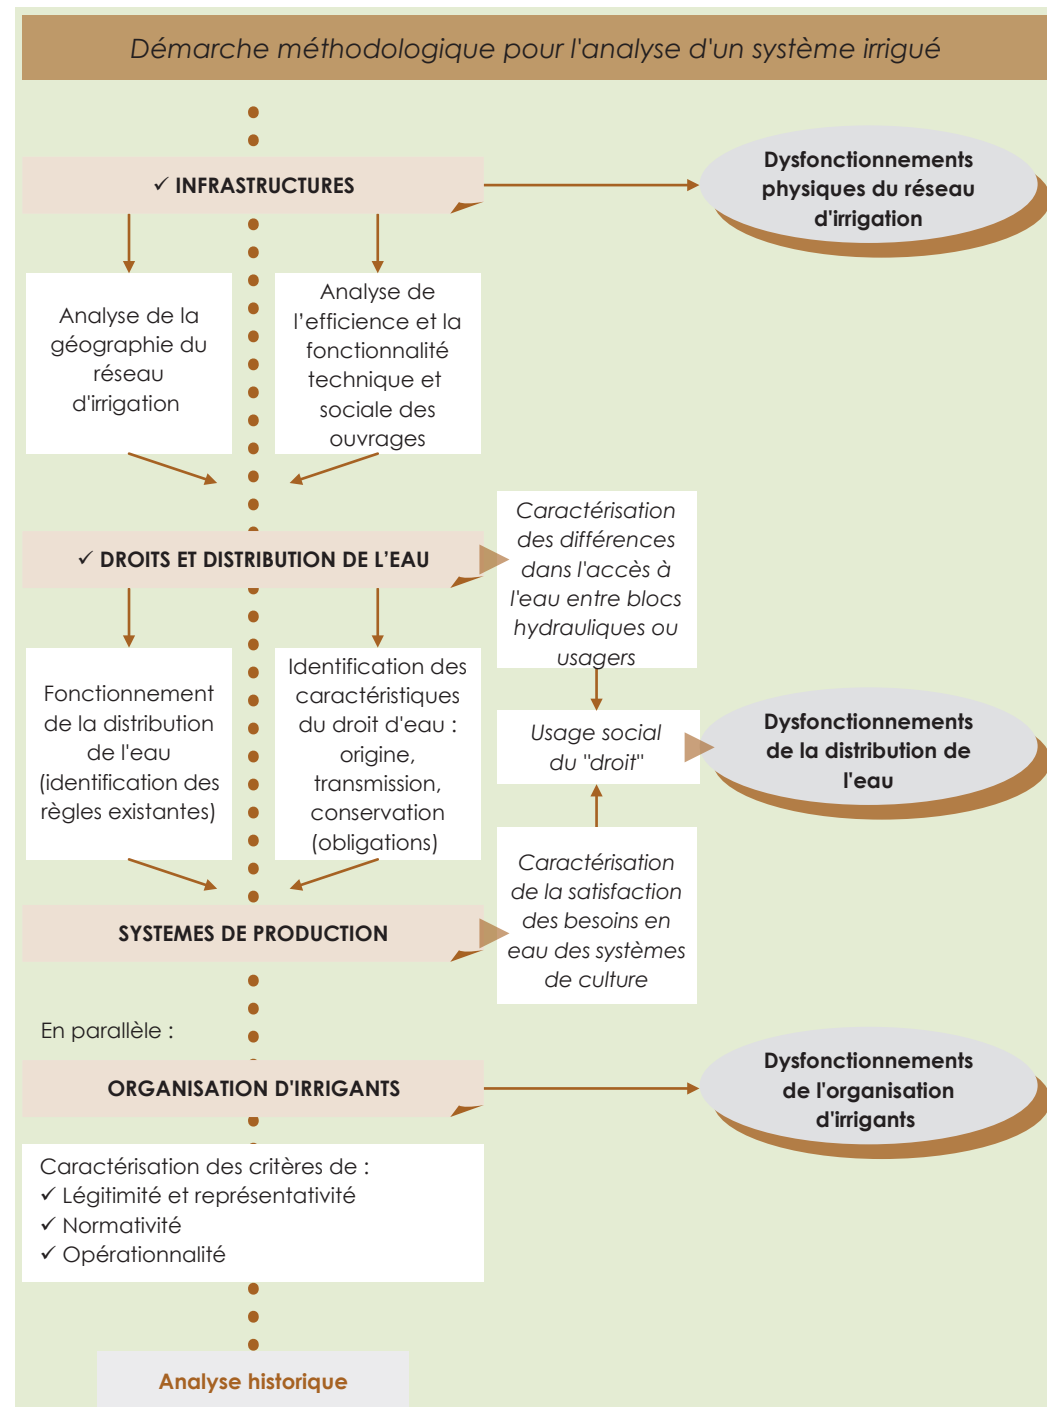 Démarche méthodologique pour l'analyse d'un système irrigué
✓ INFRASTRUCTURES
Dysfonctionnements
physiques du réseau
d'irrigation
Analyse de la
géographie du
réseau
d'irrigation
Analyse de
l’efficience et la
fonctionnalité
technique et
sociale des
ouvrages
✓ DROITS ET DISTRIBUTION DE L’EAU
Caractérisation
des différences
dans l'accès à
l'eau entre blocs
hydrauliques ou
usagers
Fonctionnement
de la distribution
de l'eau
(identification des
règles existantes)
Identification des
caractéristiques
du droit d'eau :
origine,
transmission,
conservation
(obligations)
Usage social
du "droit"
Dysfonctionnements
de la distribution de
l'eau
Caractérisation
de la satisfaction
des besoins en
eau des systèmes
de culture
SYSTEMES DE PRODUCTION
En parallèle :
ORGANISATION D'IRRIGANTS
Dysfonctionnements
de l'organisation
d'irrigants
Caractérisation des critères de :
✓ Légitimité et représentativité
✓ Normativité
✓ Opérationnalité
Analyse historique